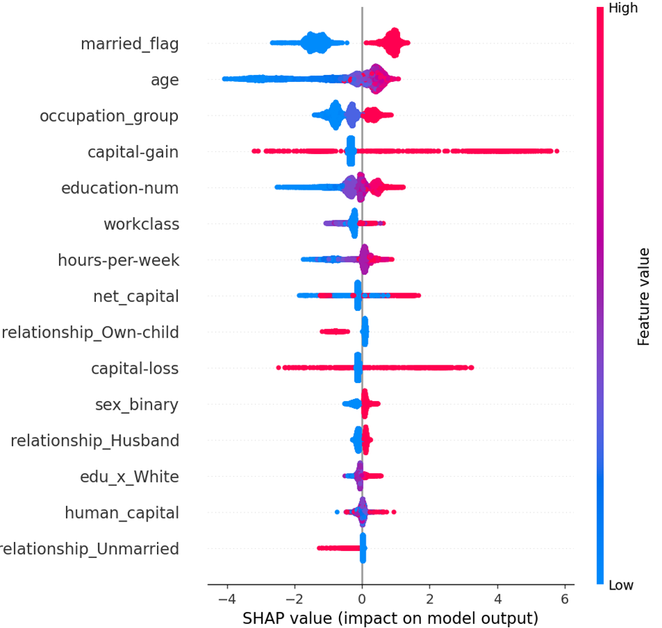 High
married_flag
age
occupation_group
capital-gain
education-num
workclass
hours-per-week
net_capital
relationship_Own-child
capital-loss
sex_binary
relationship_Husband
edu_x_White
human_capital
relationship_Unmarried
Low
Feature value
−4 −2 0 2 4 6
SHAP value (impact on model output)